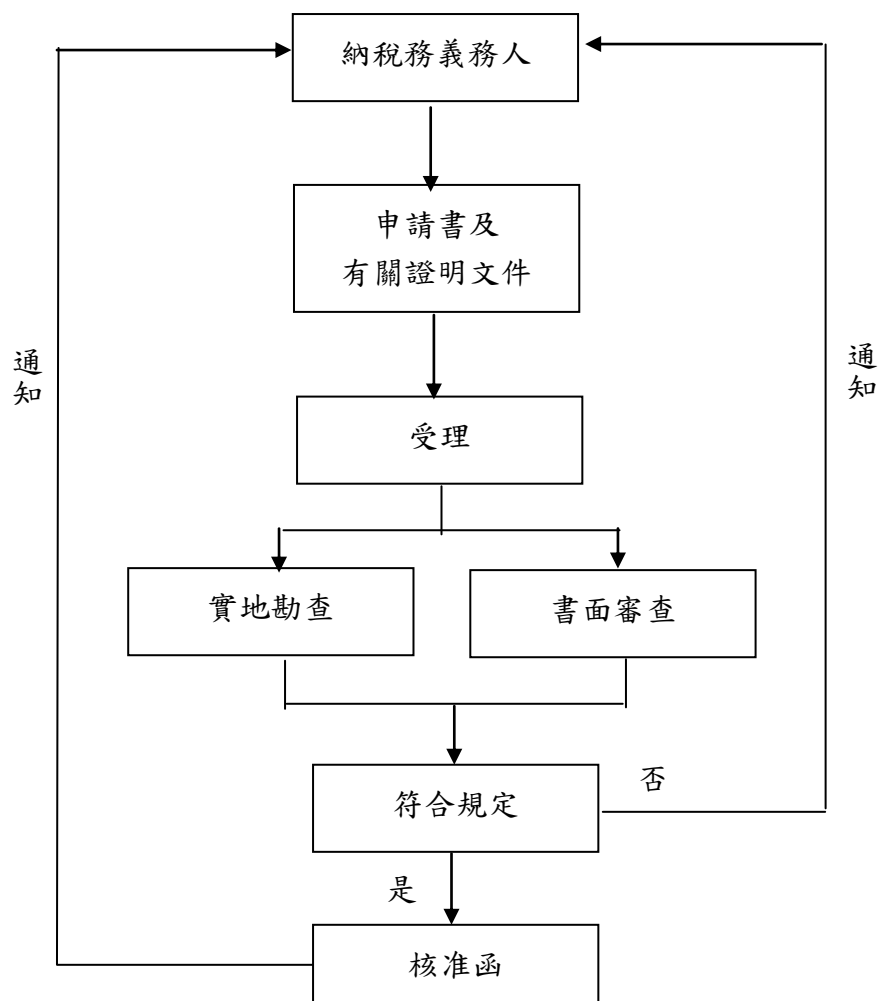 納稅務義務人
申請書及
有關證明文件
通知
通知
受理
實地勘查
書面審查
符合規定
否
是
核准函